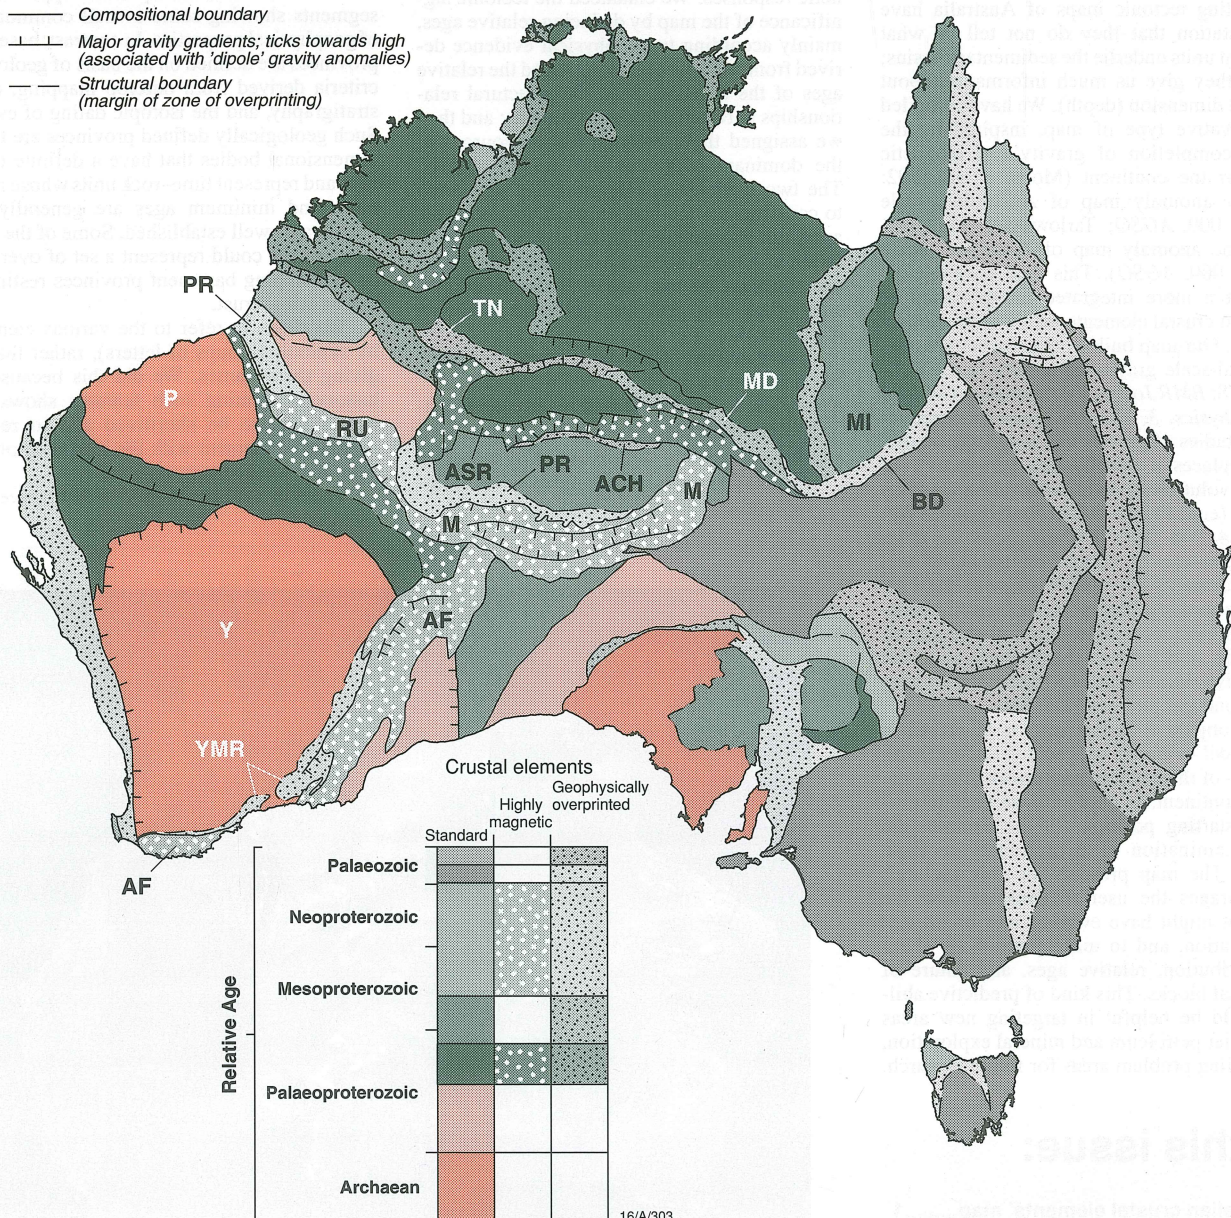 Compositional boundary
Major gravity gradients; ticks towards high
(associated with 'dipole' gravity anomalies)
Structural boundary
(margin of zone of overprinting)
PR
TN
P
MD
RU
MI
ASR
PR
ACH
M
BD
M
AF
Y
YMR
AF
Crustal elements
Standard
Highly
magnetic
Geophysically
overprinted
Relative Age
Palaeozoic
Neoproterozoic
Mesoproterozoic
Palaeoproterozoic
Archaean
16/A/303